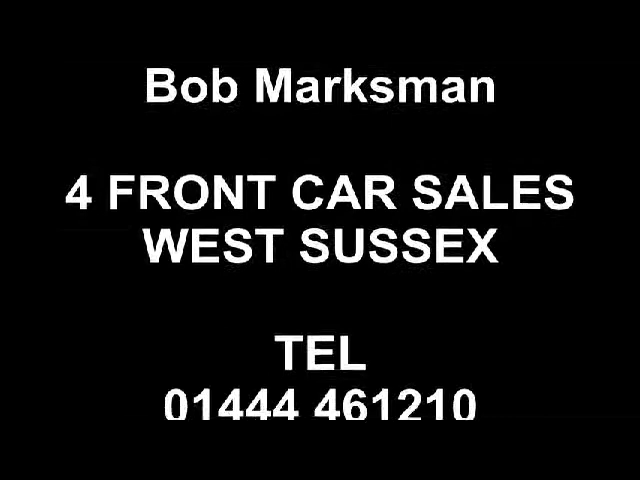 Bob Marksman
4 FRONT CAR SALES
WEST SUSSEX
TEL
01444 461210